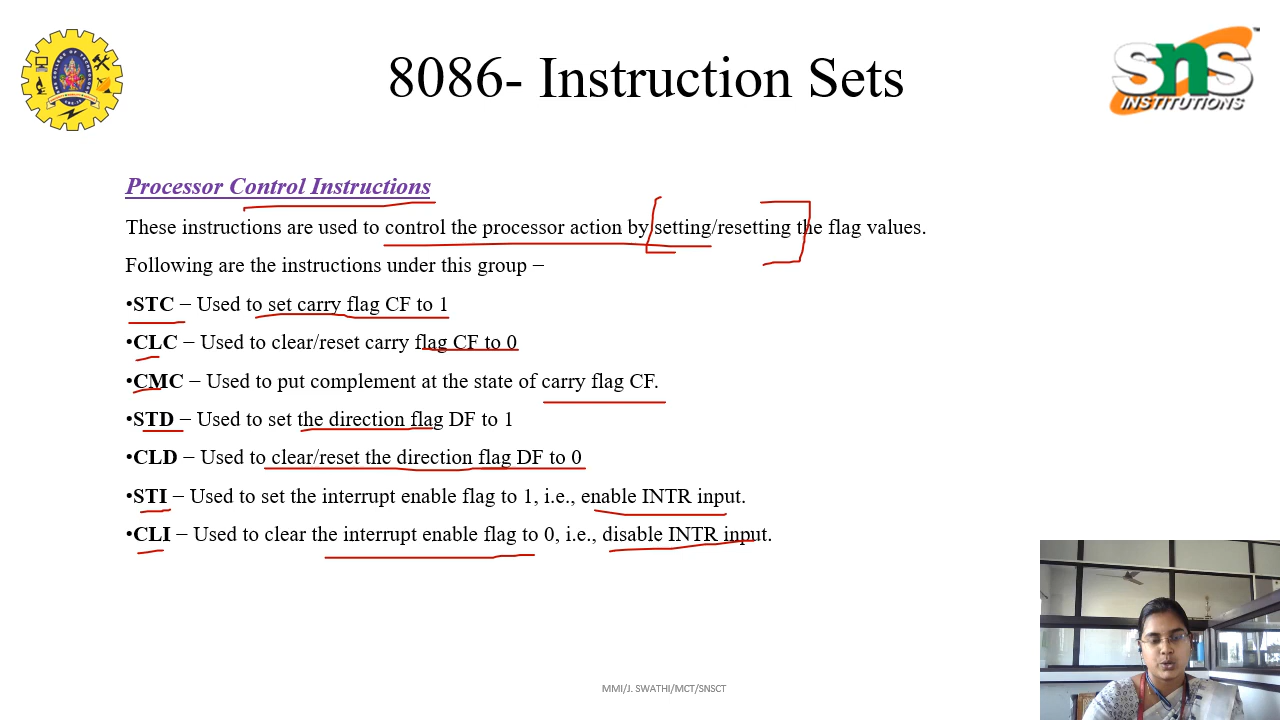 8086- Instruction Sets
sns
INSTITUTIONS
Processor Control Instructions
These instructions are used to control the processor action by setting/resetting the flag values.
Following are the instructions under this group −
•STC − Used to set carry flag CF to 1
•CLC − Used to clear/reset carry flag CF to 0
•CMC − Used to put complement at the state of carry flag CF.
•STD − Used to set the direction flag DF to 1
•CLD − Used to clear/reset the direction flag DF to 0
•STI − Used to set the interrupt enable flag to 1, i.e., enable INTR input.
•CLI − Used to clear the interrupt enable flag to 0, i.e., disable INTR input.
MMI/J. SWATHI/MCT/SNSCT